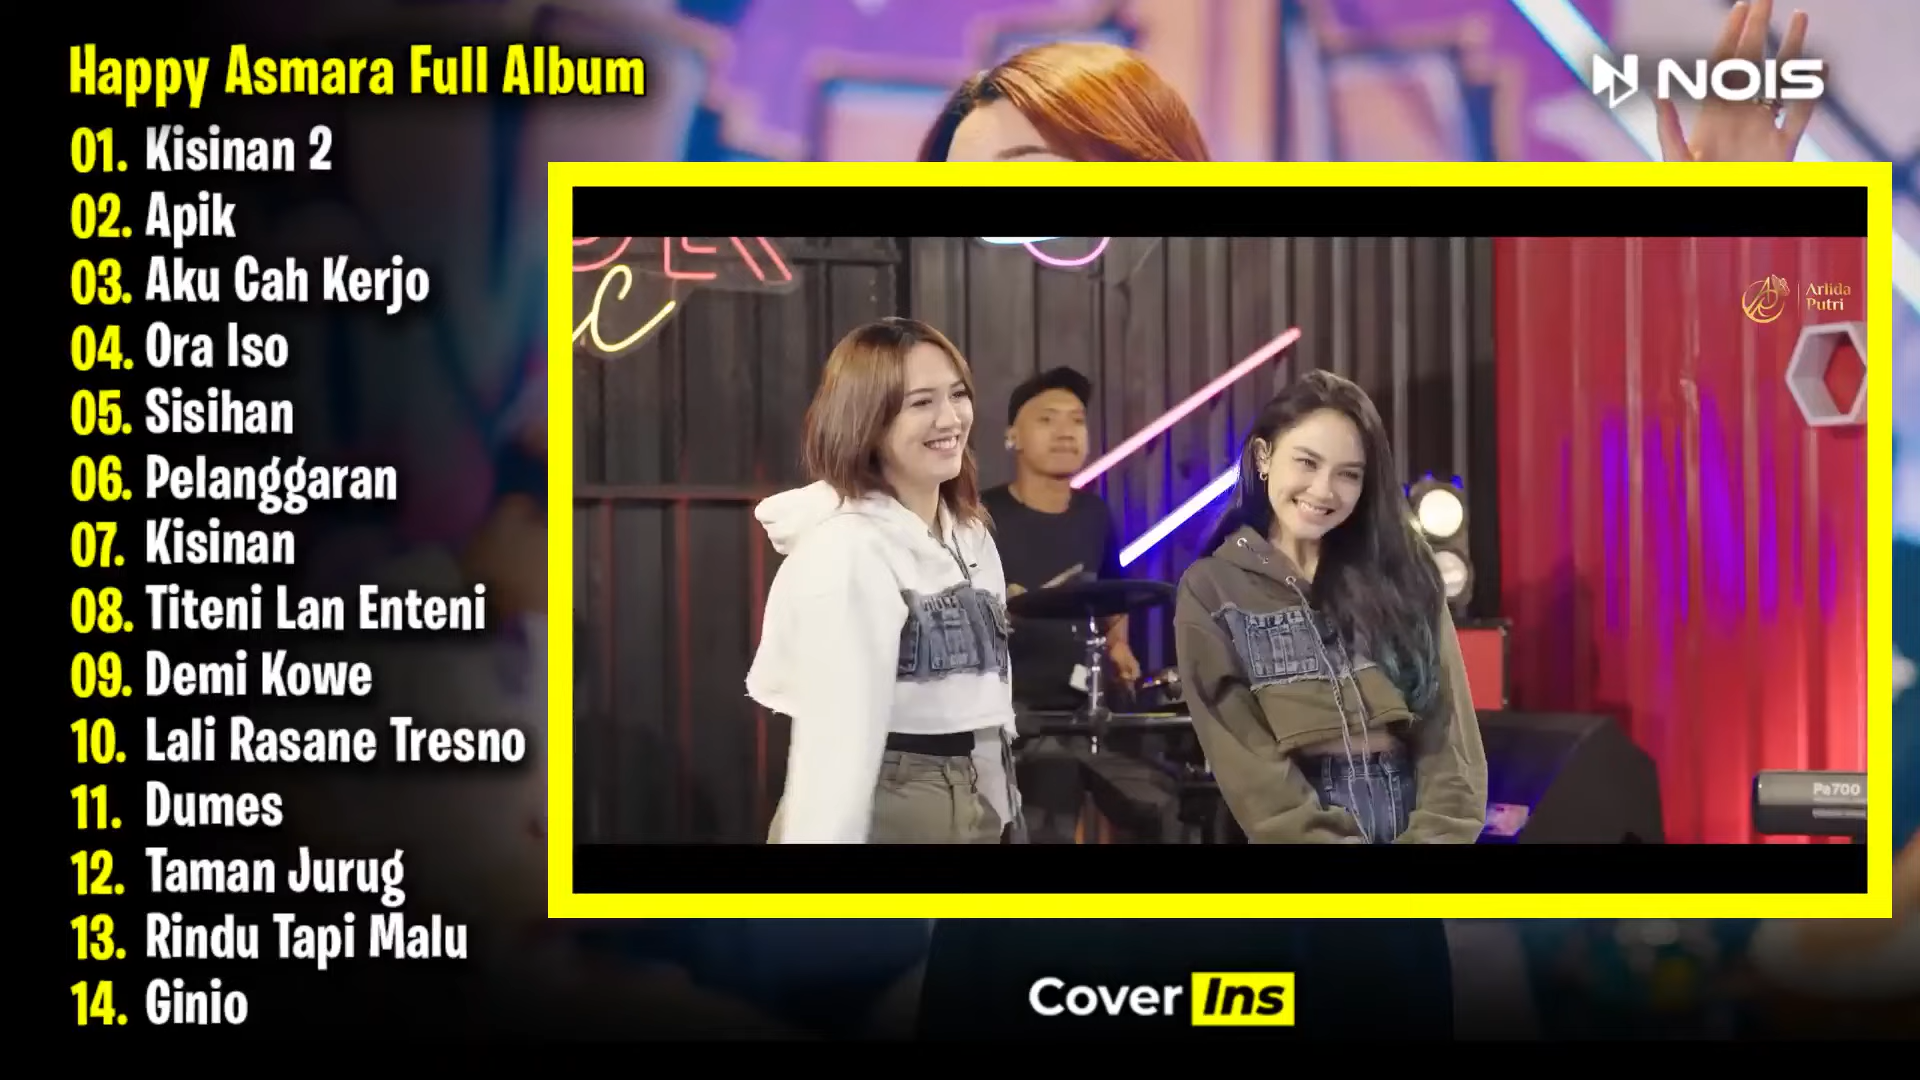 Happy Asmara Full Album
NOIS
01. Kisinan 2
02. Apik
03. Aku Cah Kerjo
04. Ora Iso
05. Sisihan
06. Pelanggaran
07. Kisinan
08. Titeni Lan Enteni
09. Demi Kowe
10. Lali Rasane Tresno
11. Dumes
12. Taman Jurug
13. Rindu Tapi Malu
14. Ginio
Arlida
Putri
Pa700
Cover Ins